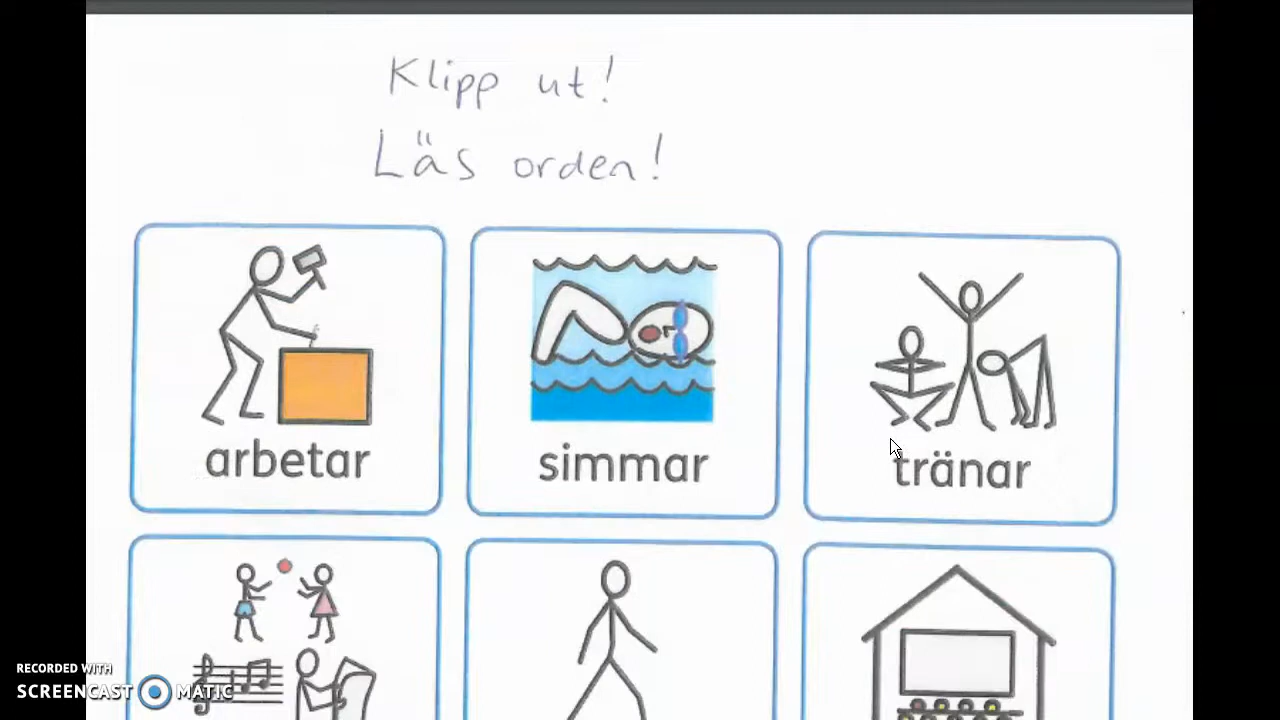 Klipp ut!
Läs orden!
arbetar
simmar
tränar
RECORDED WITH
SCREENCAST MATIC